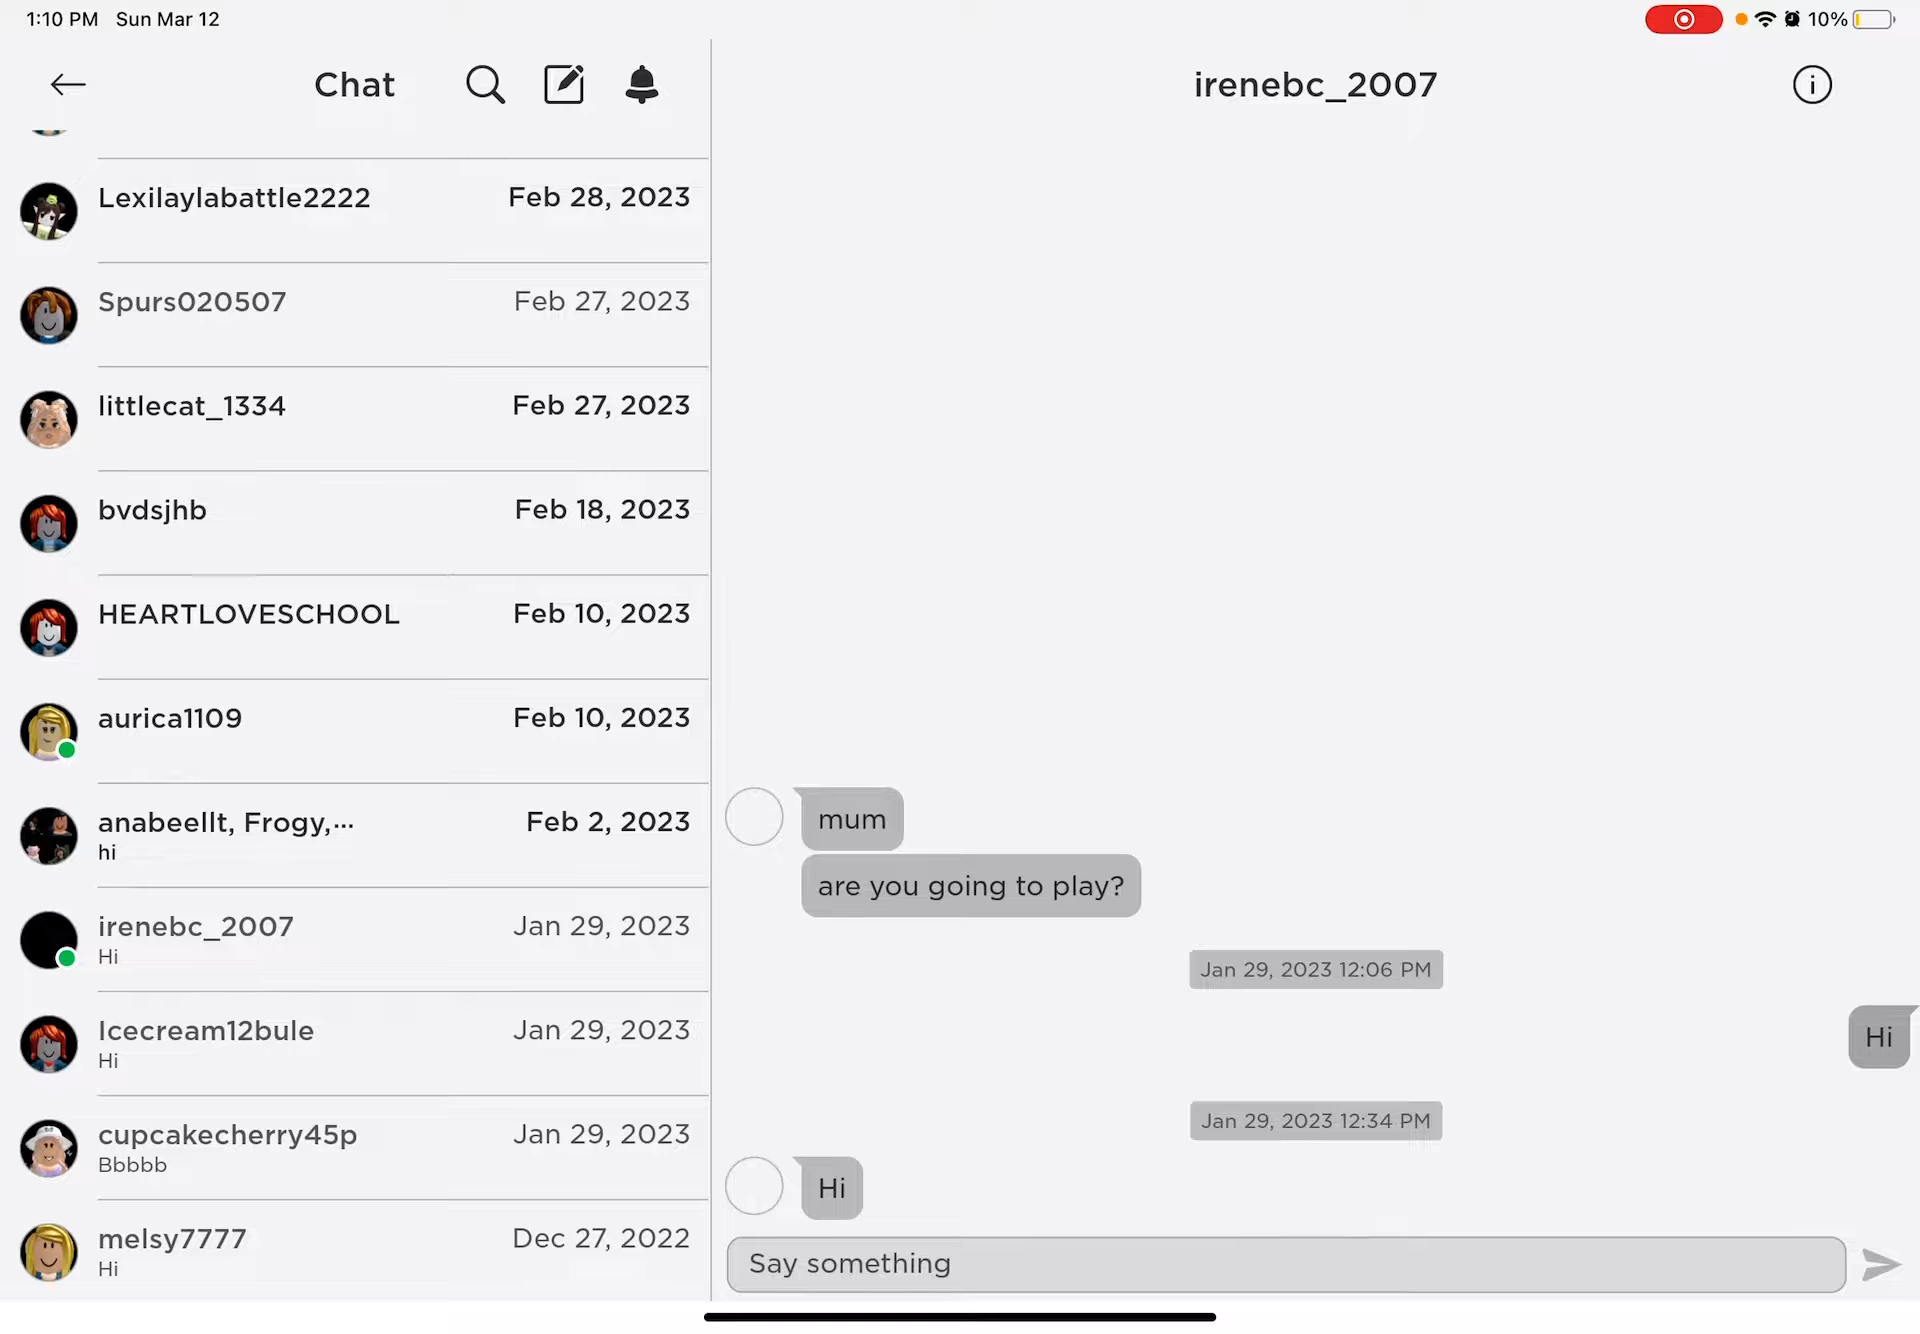 1:10 PM Sun Mar 12
10%
Chat
Lexilaylabattle2222 Feb 28, 2023
Spurs020507 Feb 27, 2023
littlecat_1334 Feb 27, 2023
bvdsjhb Feb 18, 2023
HEARTLOVESCHOOL Feb 10, 2023
aurica1109 Feb 10, 2023
anabeellt, Frogy,... Feb 2, 2023
hi
irenebc_2007 Jan 29, 2023
Hi
Icecream12bule Jan 29, 2023
Hi
cupcakecherry45p Jan 29, 2023
Bbbbb
melsy7777 Dec 27, 2022
Hi
irenebc_2007
mum
are you going to play?
Jan 29, 2023 12:06 PM
Hi
Jan 29, 2023 12:34 PM
Hi
Say something